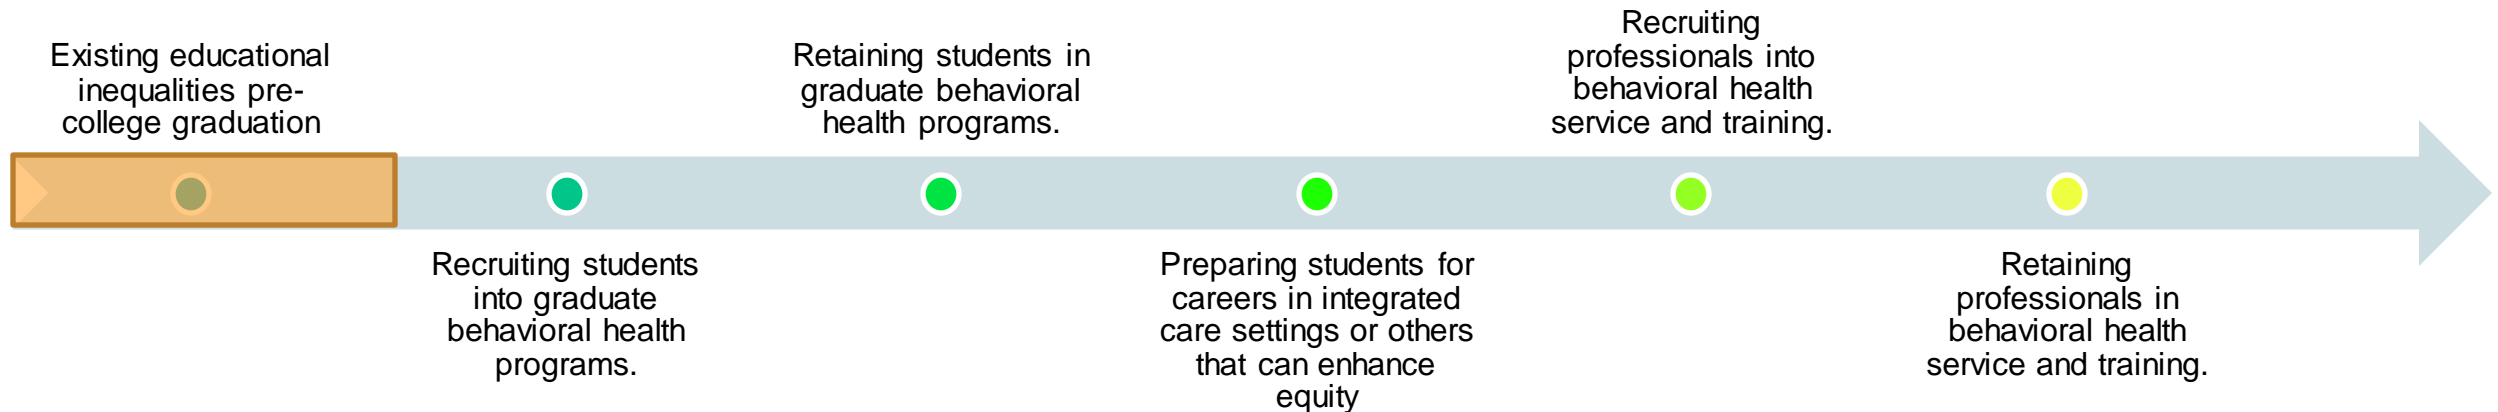 Existing educational
inequalities pre-
college graduation
Recruiting students
into graduate
behavioral health
programs.
Retaining students in
graduate behavioral
health programs.
Preparing students for
careers in integrated
care settings or others
that can enhance
equity
Recruiting
professionals into
behavioral health
service and training.
Retaining
professionals in
behavioral health
service and training.